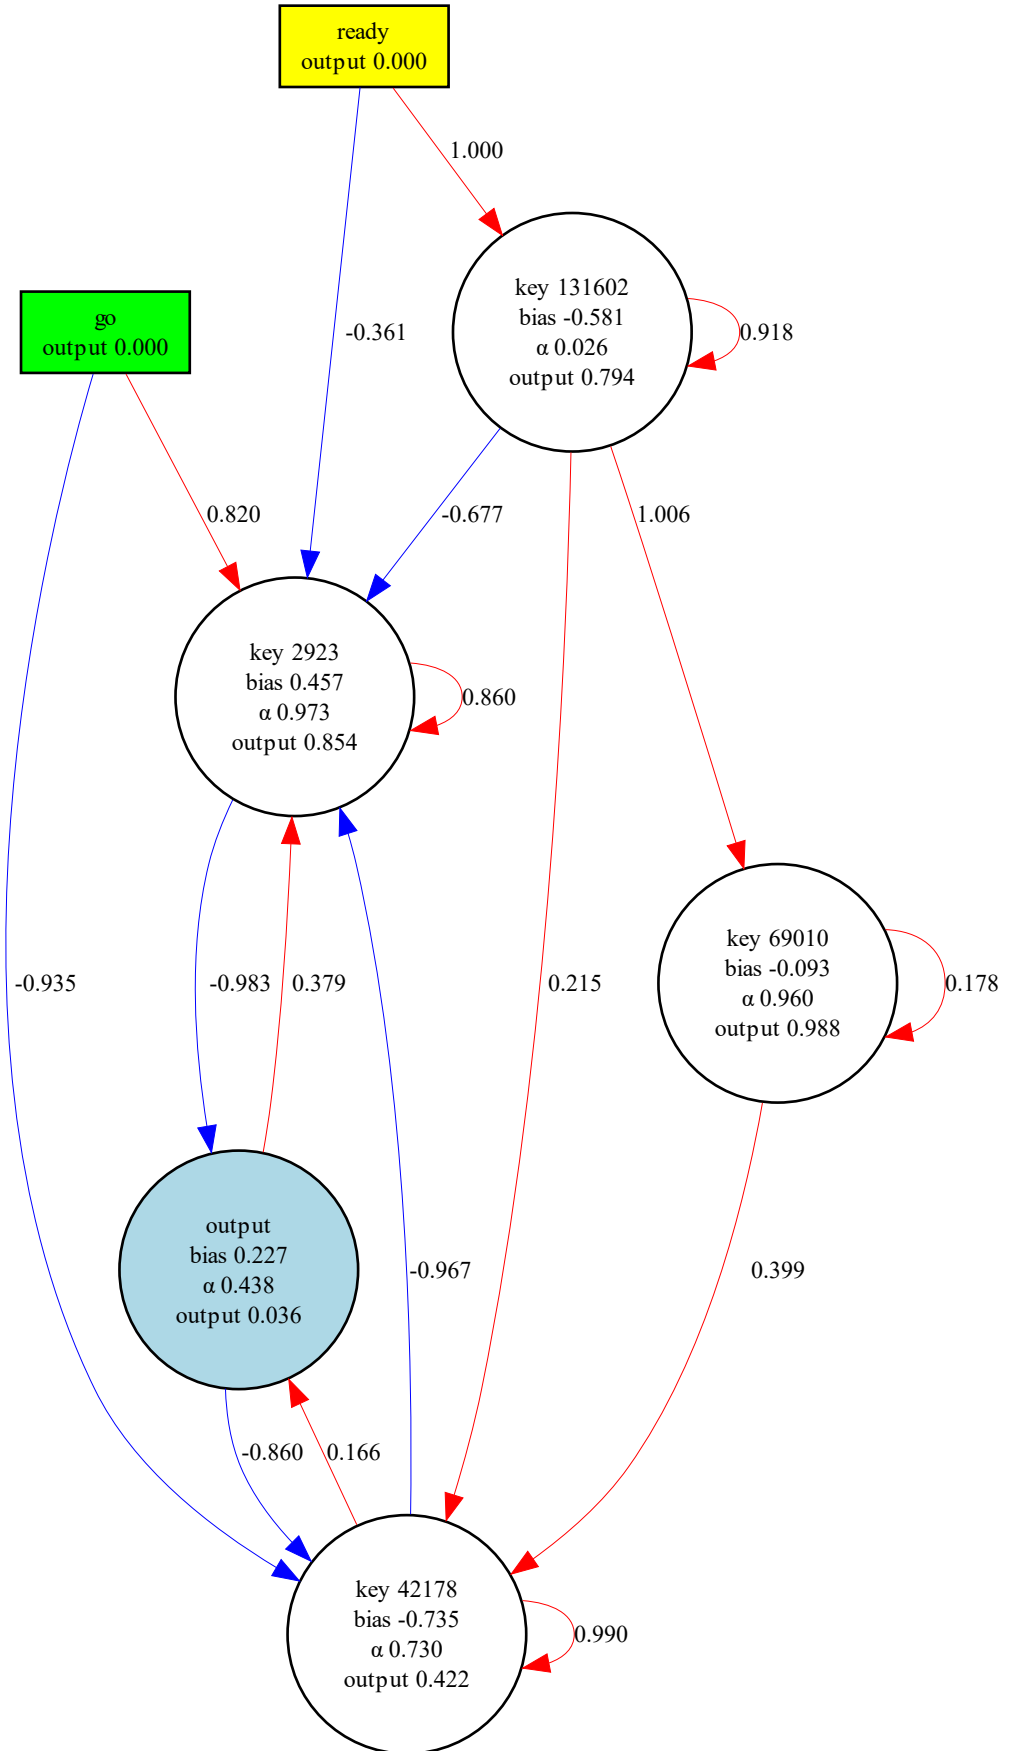 ready
output 0.000
1.000
key 131602
bias -0.581
α 0.026
output 0.794
0.918
go
output 0.000
-0.361
0.820
-0.677
1.006
key 2923
bias 0.457
α 0.973
output 0.854
0.860
key 69010
bias -0.093
α 0.960
output 0.988
0.178
-0.935
-0.983
0.379
0.215
output
bias 0.227
α 0.438
output 0.036
-0.967
0.399
-0.860
0.166
key 42178
bias -0.735
α 0.730
output 0.422
0.990